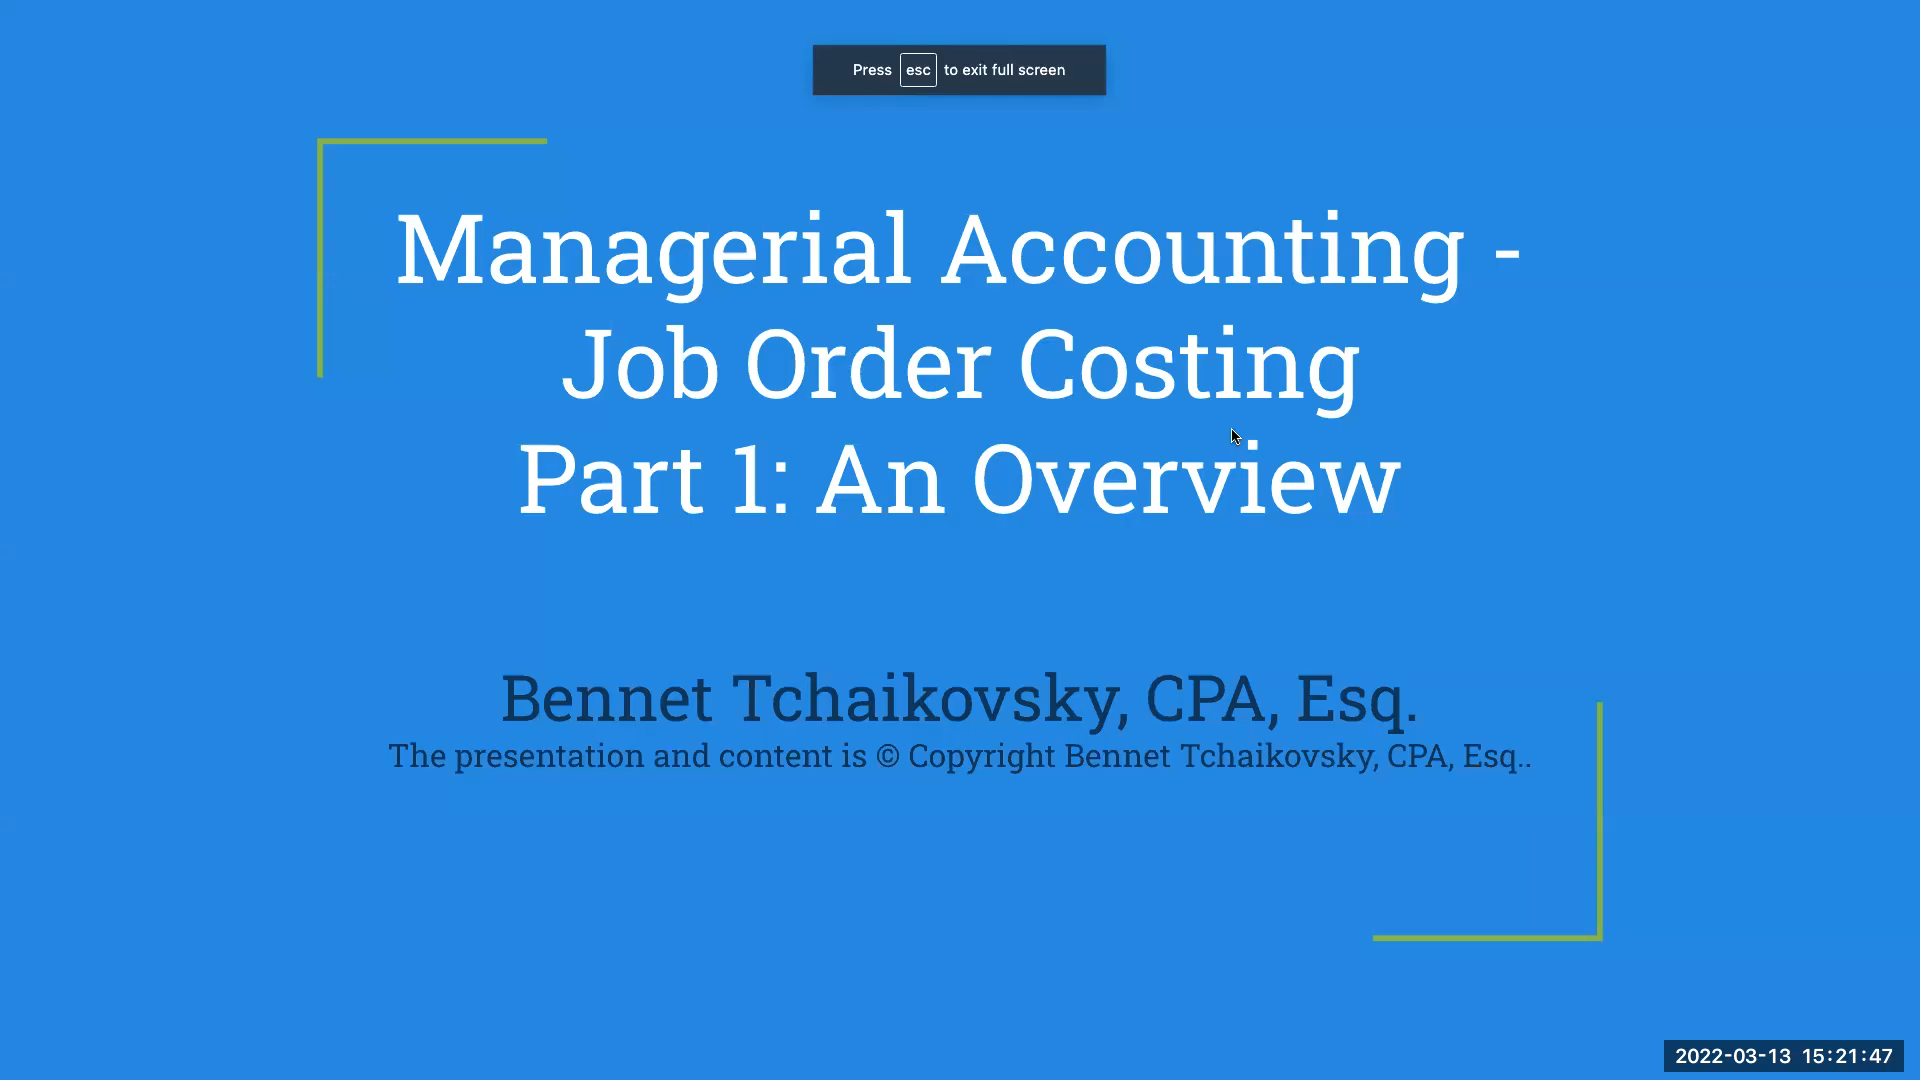 Press esc to exit full screen
Managerial Accounting -
Job Order Costing
Part 1: An Overview
Bennet Tchaikovsky, CPA, Esq.
The presentation and content is © Copyright Bennet Tchaikovsky, CPA, Esq..
2022-03-13 15:21:47